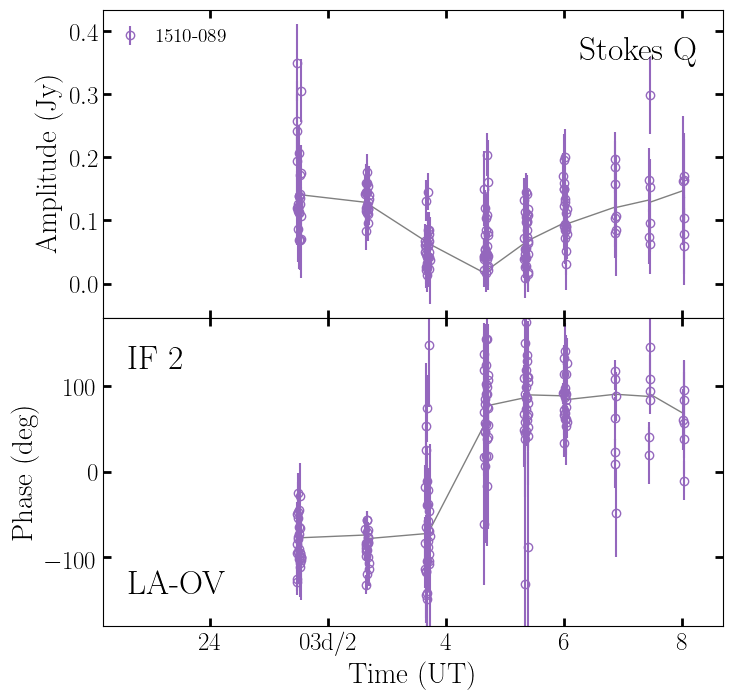 1510-089
Stokes Q
0.4
0.3
0.2
0.1
0.0
Amplitude (Jy)
IF 2
100
0
−100
Phase (deg)
LA-OV
24 03d/2 4 6 8
Time (UT)